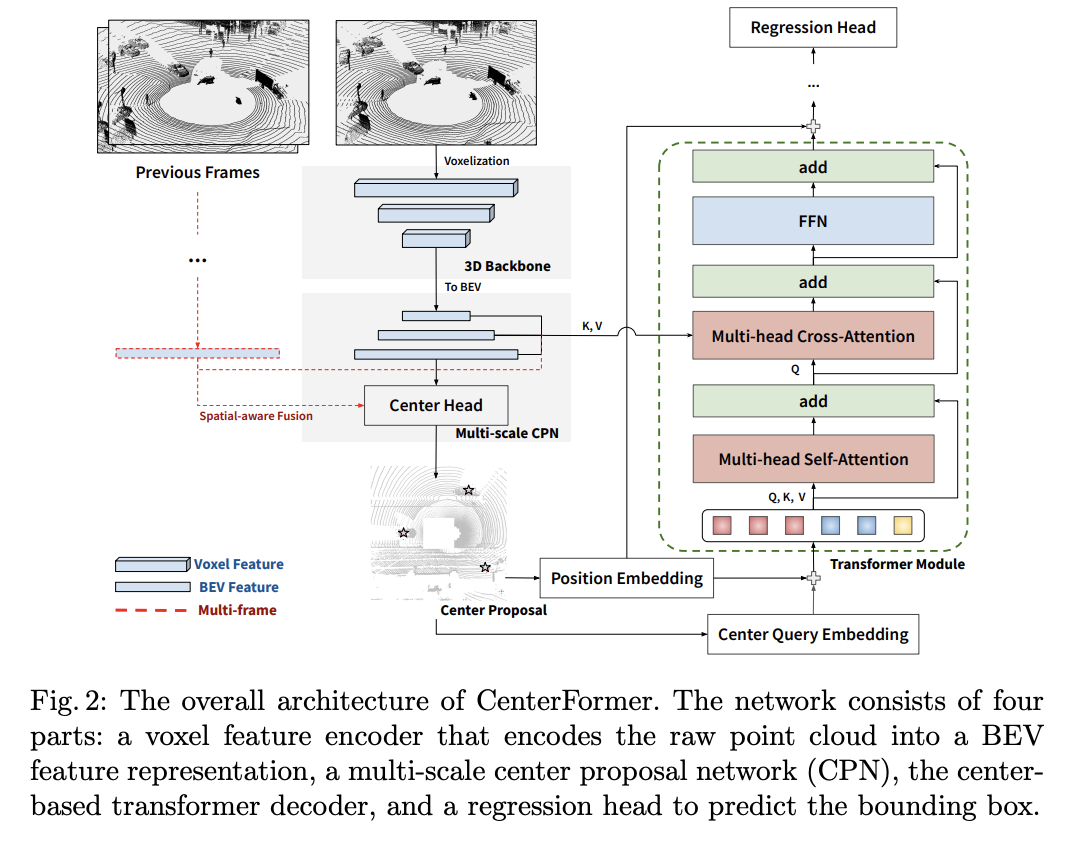 Previous Frames
...
Voxelization
3D Backbone
To BEV
K, V
Spatial-aware Fusion
Center Head
Multi-scale CPN
Voxel Feature
BEV Feature
Multi-frame
Center Proposal
Position Embedding
Center Query Embedding
Regression Head
...
add
FFN
add
Multi-head Cross-Attention
Q
add
Multi-head Self-Attention
Q, K, V
Transformer Module
Fig. 2: The overall architecture of CenterFormer. The network consists of four
parts: a voxel feature encoder that encodes the raw point cloud into a BEV
feature representation, a multi-scale center proposal network (CPN), the center-
based transformer decoder, and a regression head to predict the bounding box.